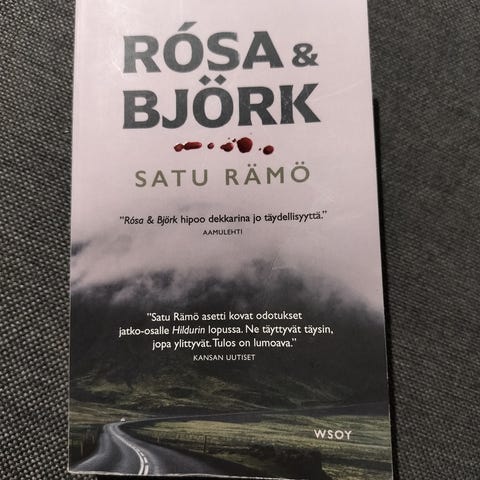 RÓSA &
BJÖRK
SATU RÄMÖ
”Rósa & Björk hipoo dekkarina jo täydellisyyttä.”
AAMULEHTI
”Satu Rämö asetti kovat odotukset
jatko-osalle Hildurin lopussa. Ne täyttyvät täysin,
jopa ylittyvät. Tulos on lumoava.”
KANSAN UUTISET
WSOY